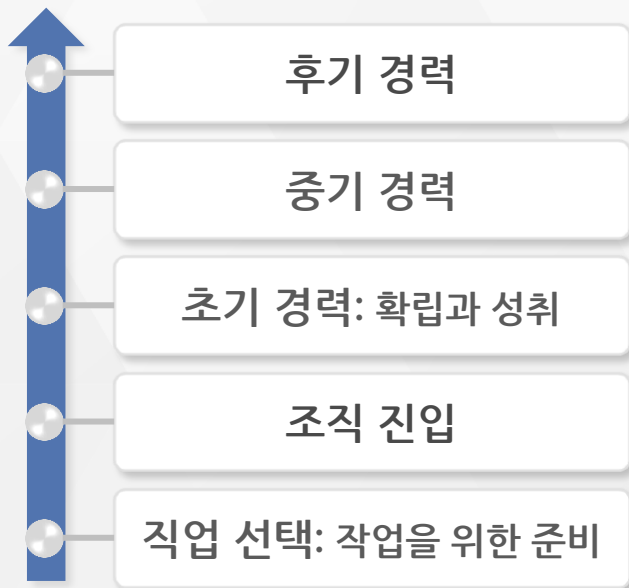 후기 경력
중기 경력
초기 경력: 확립과 성취
조직 진입
직업 선택: 작업을 위한 준비